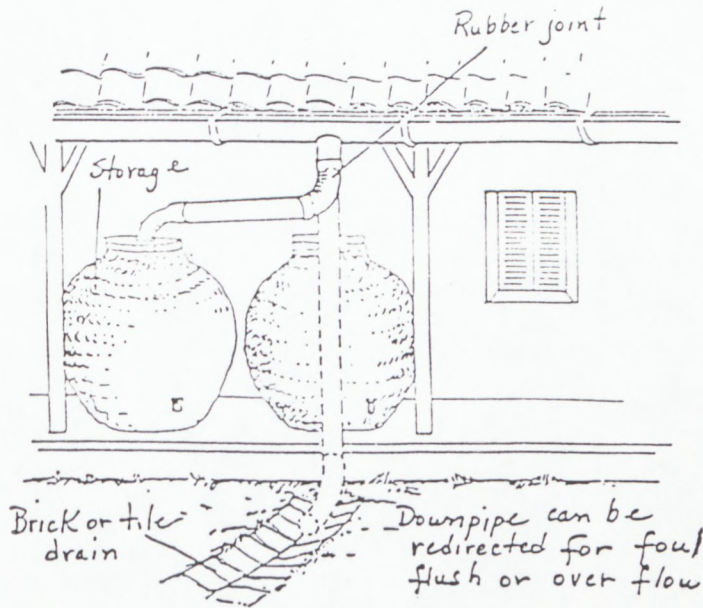 Rubber joint
Storage
Brick or tile
drain
Downpipe can be
redirected for foul
flush or over flow